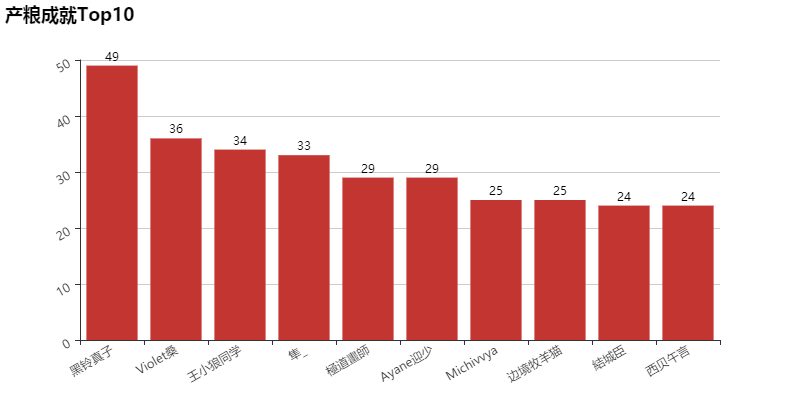 产粮成就Top10
50
40
30
20
10
0
49
36
34
33
29
29
25
25
24
24
黑铃真子
Violet桑
王小狼同学
隼_
極道畫師
Ayane迎少
Michivvya
边境牧羊猫
結城臣
西贝午言